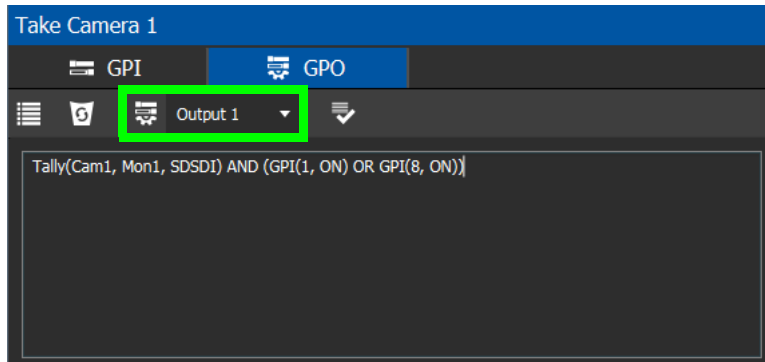 Take Camera 1
GPI GPO
Output 1
Tally(Cam1, Mon1, SDSDI) AND (GPI(1, ON) OR GPI(8, ON))